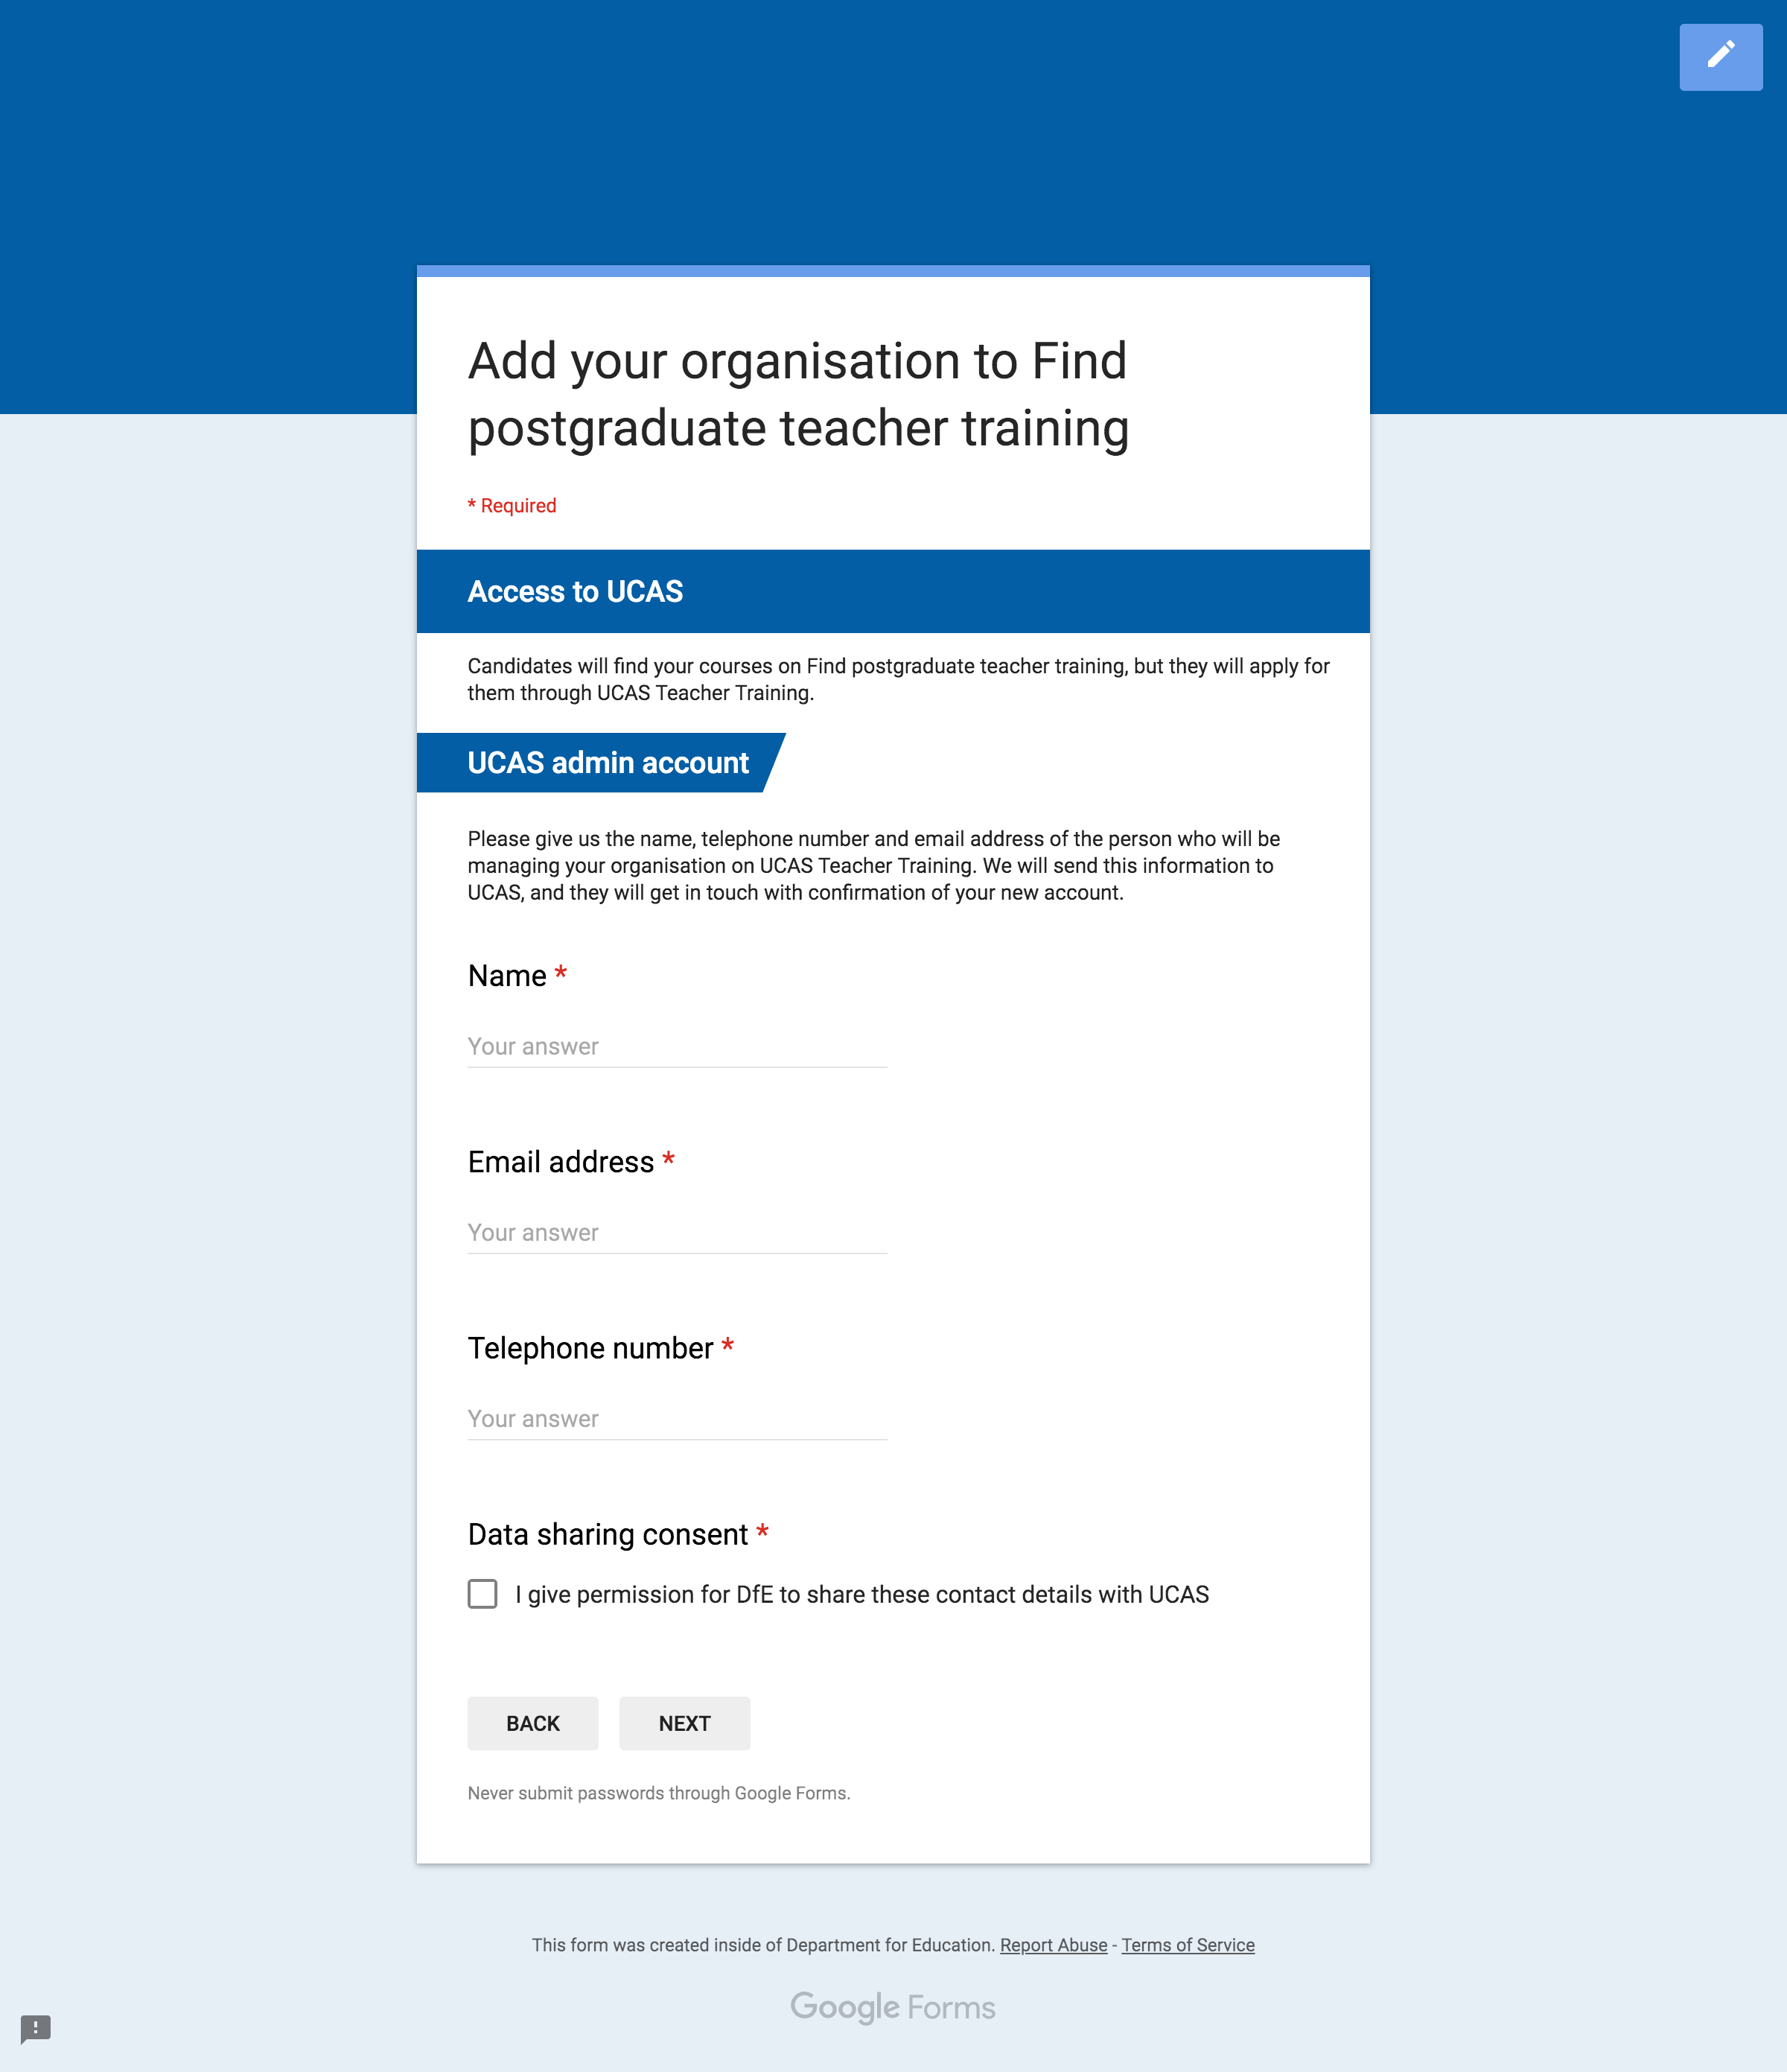 Add your organisation to Find
postgraduate teacher training
* Required
Access to UCAS
Candidates will find your courses on Find postgraduate teacher training, but they will apply for
them through UCAS Teacher Training.
UCAS admin account
Please give us the name, telephone number and email address of the person who will be
managing your organisation on UCAS Teacher Training. We will send this information to
UCAS, and they will get in touch with confirmation of your new account.
Name *
Your answer
Email address *
Your answer
Telephone number *
Your answer
Data sharing consent *
I give permission for DfE to share these contact details with UCAS
BACK NEXT
Never submit passwords through Google Forms.
This form was created inside of Department for Education. Report Abuse - Terms of Service
Google Forms